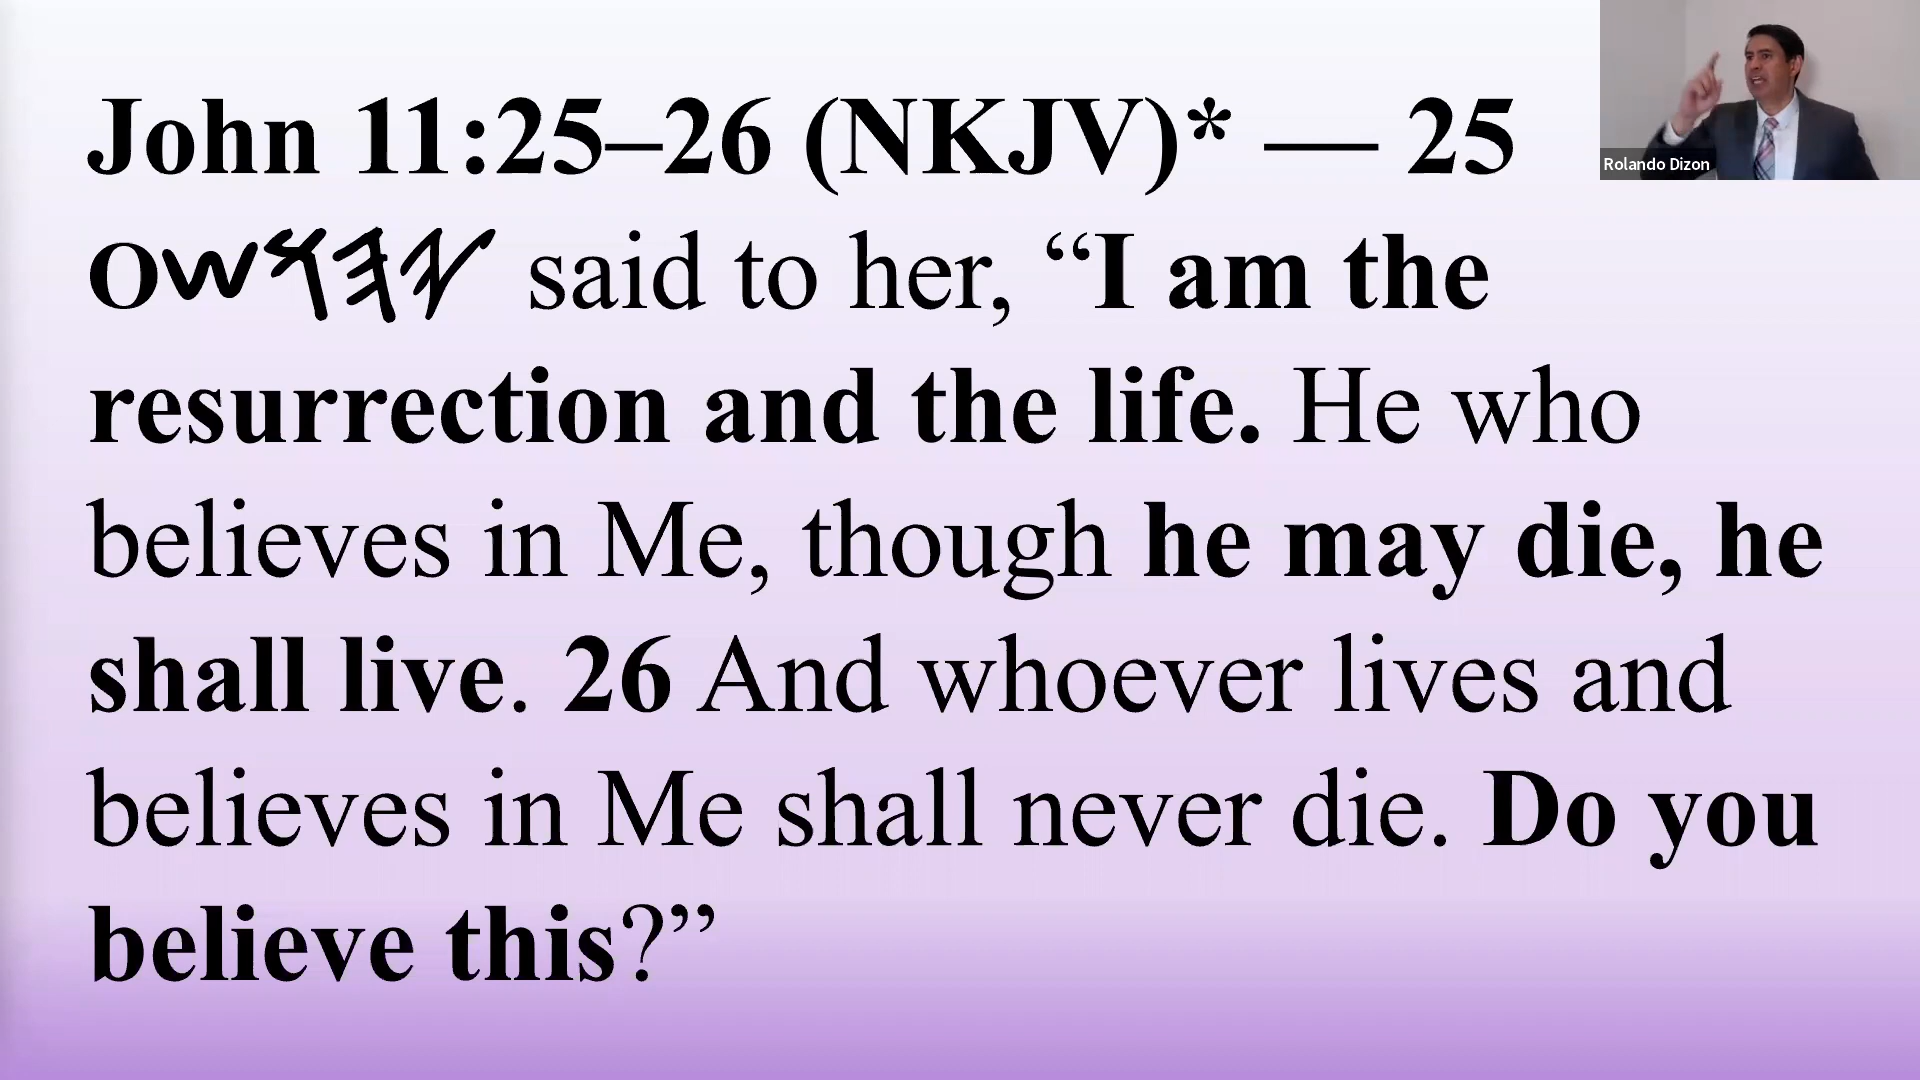 John 11:25–26 (NKJV)* — 25
𐤉𐤄𐤅𐤔𐤏 said to her, “I am the
resurrection and the life. He who
believes in Me, though he may die, he
shall live. 26 And whoever lives and
believes in Me shall never die. Do you
believe this?”
Rolando Dizon